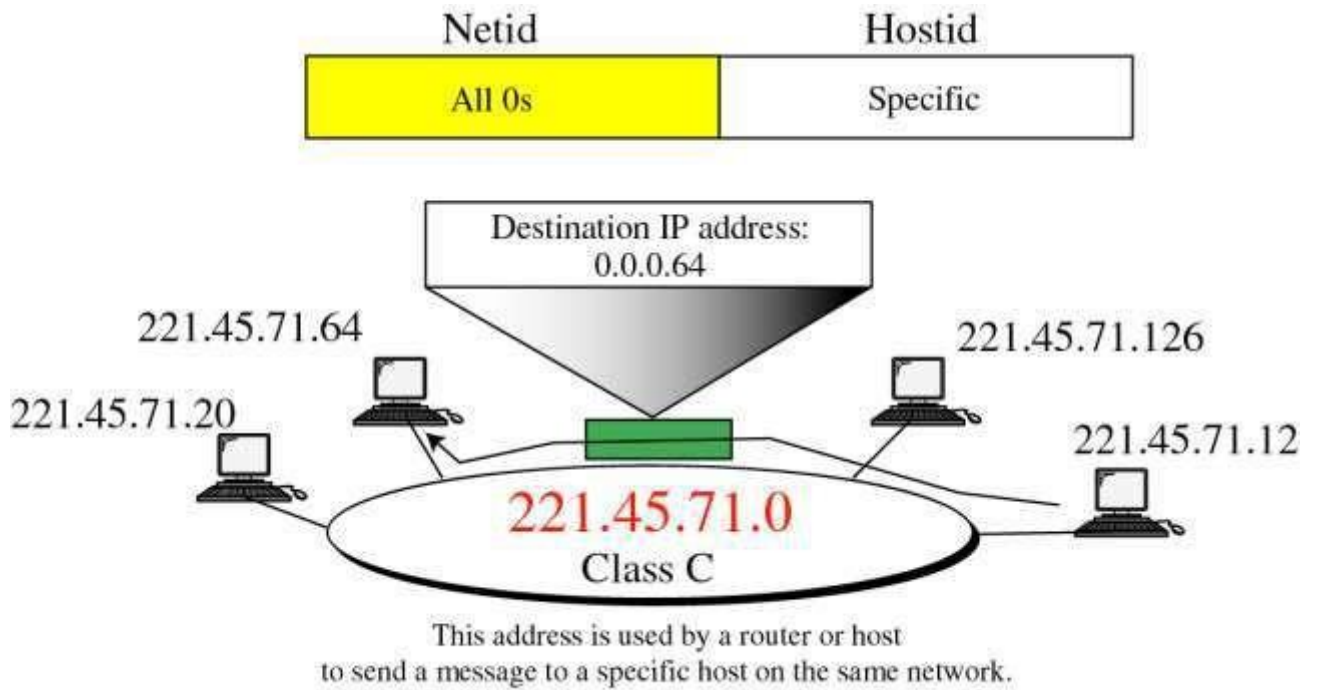 Netid
Hostid
All 0s
Specific
Destination IP address:
0.0.0.64
221.45.71.64
221.45.71.126
221.45.71.20
221.45.71.12
221.45.71.0
Class C
This address is used by a router or host
to send a message to a specific host on the same network.